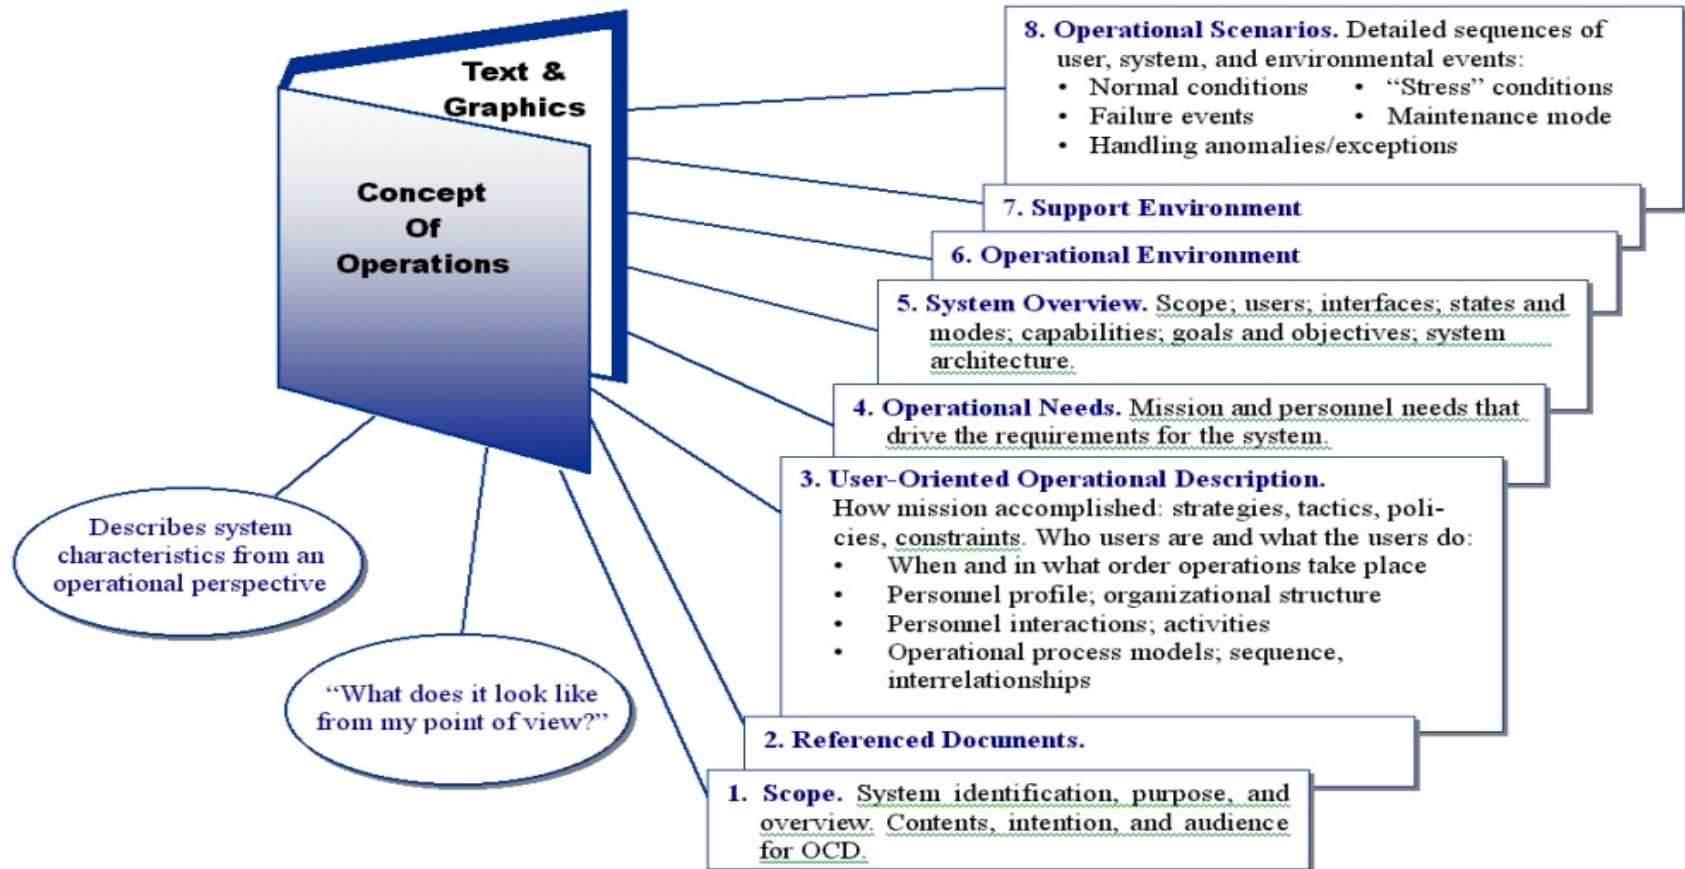 Text &
Graphics
Concept
Of
Operations
Describes system
characteristics from an
operational perspective
“What does it look like
from my point of view?”
8. Operational Scenarios. Detailed sequences of
user, system, and environmental events:
• Normal conditions • “Stress” conditions
• Failure events • Maintenance mode
• Handling anomalies/exceptions
7. Support Environment
6. Operational Environment
5. System Overview. Scope; users; interfaces; states and
modes; capabilities; goals and objectives; system
architecture.
4. Operational Needs. Mission and personnel needs that
drive the requirements for the system.
3. User-Oriented Operational Description.
How mission accomplished: strategies, tactics, poli-
cies, constraints. Who users are and what the users do:
• When and in what order operations take place
• Personnel profile; organizational structure
• Personnel interactions; activities
• Operational process models; sequence,
interrelationships
2. Referenced Documents.
1. Scope. System identification, purpose, and
overview. Contents, intention, and audience
for OCD.